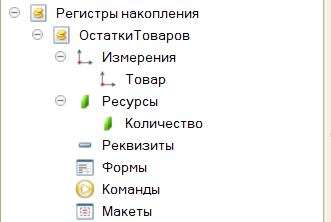 Регистры накопления
ОстаткиТоваров
Измерения
Товар
Ресурсы
Количество
Реквизиты
Формы
Команды
Макеты